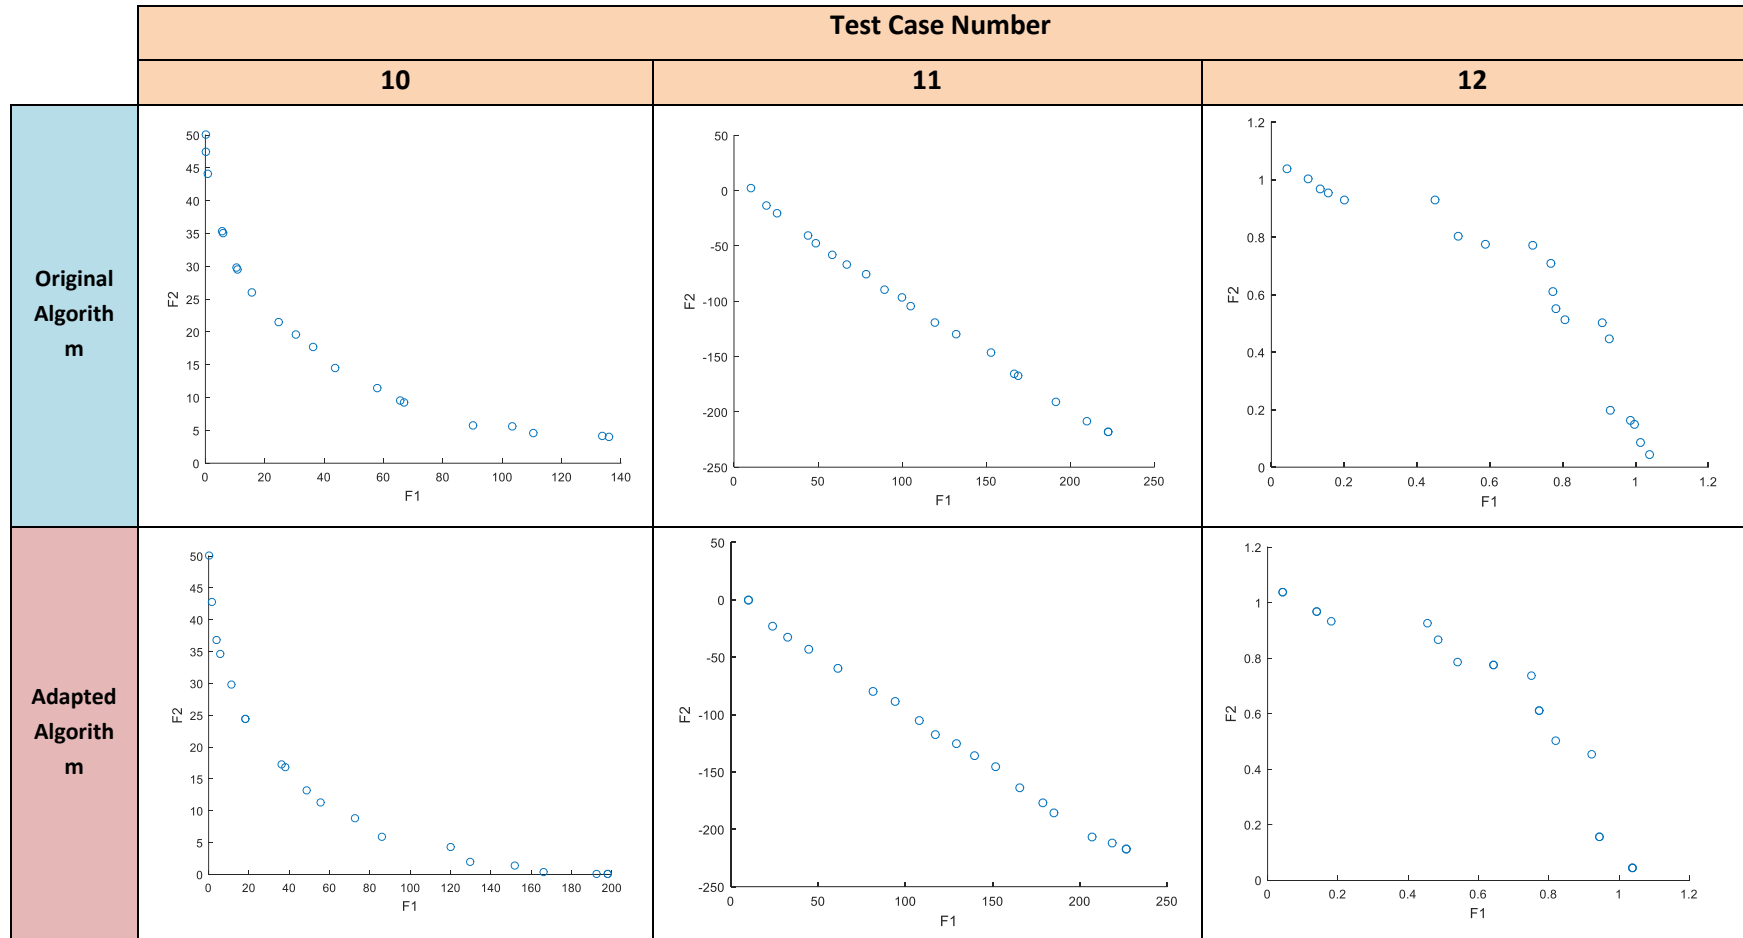 Test Case Number
10 11 12
Original
Algorith
m
50
45
40
35
30
25
20
15
10
5
0
F2
0 20 40 60 80 100 120 140
F1
50
0
-50
-100
-150
-200
-250
F2
0 50 100 150 200 250
F1
1.2
1
0.8
0.6
0.4
0.2
0
F2
0 0.2 0.4 0.6 0.8 1 1.2
F1
Adapted
Algorith
m
50
45
40
35
30
25
20
15
10
5
0
F2
0 20 40 60 80 100 120 140 160 180 200
F1
50
0
-50
-100
-150
-200
-250
F2
0 50 100 150 200 250
F1
1.2
1
0.8
0.6
0.4
0.2
0
F2
0 0.2 0.4 0.6 0.8 1 1.2
F1